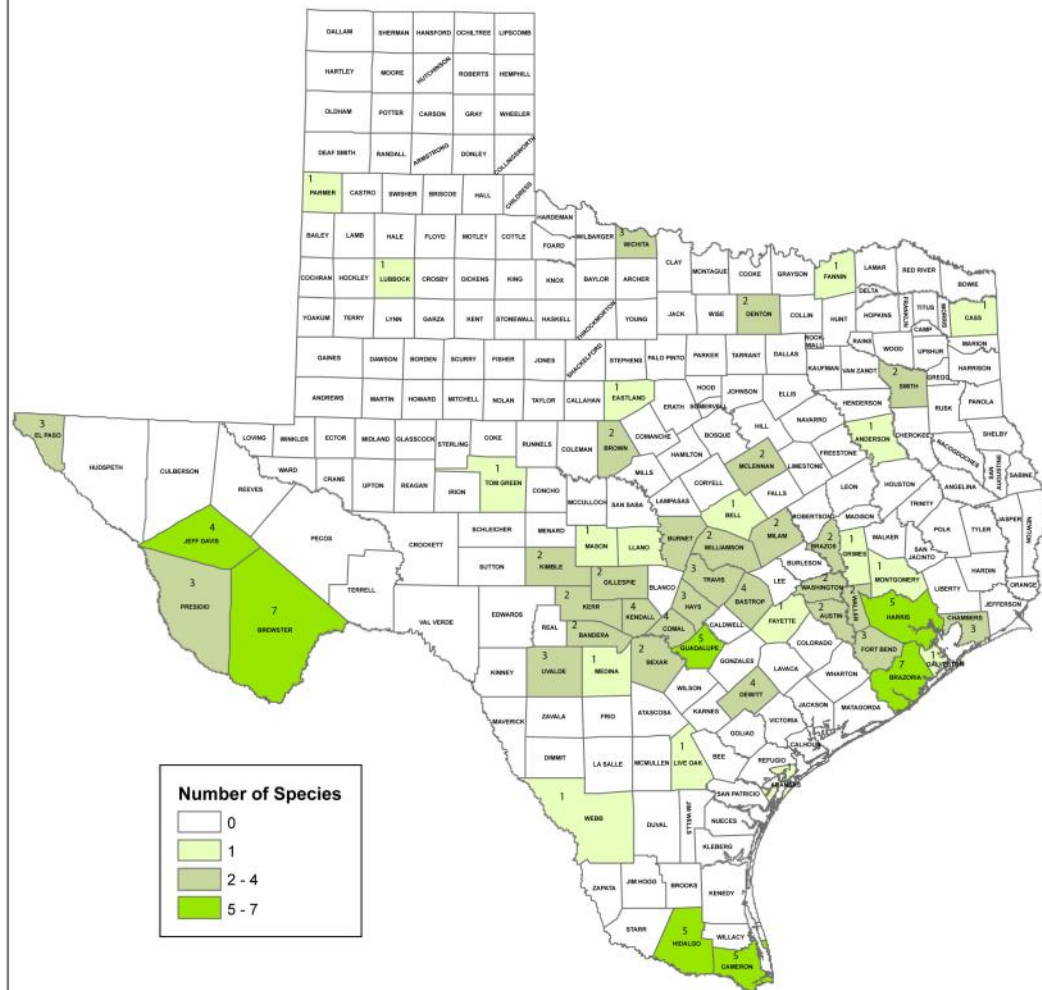 DALLAM SHERMAN HANSFORD OCHILTREE LIPSCOMB
HARTLEY MOORE HUTCHINSON ROBERTS HEMPHILL
OLDHAM POTTER CARSON GRAY WHEELER
DEAF SMITH RANDALL ARMSTRONG DONLEY COLLINGSWORTH
1
PARMER CASTRO SWISHER BRISCOE HALL CHILDRESS
HARDEMAN
BAILEY LAMB HALE FLOYD MOTLEY COTTLE FOARD WILBARGER 3 WICHITA
CLAY MONTAGUE COOKE GRAYSON 1 FANNIN LAMAR RED RIVER BOWIE
DELTA
COCHRAN HOCKLEY 1 LUBBOCK CROSBY DICKENS KING KNOX BAYLOR ARCHER
YOAKUM TERRY LYNN GARZA KENT STONEWALL HASKELL THROCKMORTON YOUNG JACK WISE 2 DENTON COLLIN HUNT HOPKINS FRANKLIN TITUS MORRIS 1 CASS
CAMP MARION
ROCK WALL RAINS WOOD UPSHUR
GAINES DAWSON BORDEN SCURRY FISHER JONES SHACKELFORD STEPHENS PALO PINTO PARKER TARRANT DALLAS KAUFMAN VAN ZANDT 2 SMITH GREGG HARRISON
ANDREWS MARTIN HOWARD MITCHELL NOLAN TAYLOR CALLAHAN 1 EASTLAND ERATH HOOD SOMERVELL JOHNSON ELLIS HENDERSON RUSK PANOLA
3
EL PASO HUDSPETH CULBERSON LOVING WINKLER ECTOR MIDLAND GLASSCOCK STERLING COKE RUNNELS COLEMAN 2 BROWN COMANCHE BOSQUE HILL NAVARRO 1 ANDERSON CHEROKEE NACOGDOCHES SHELBY
REEVES WARD CRANE UPTON REAGAN IRION 1 TOM GREEN CONCHO MCCULLOCH SAN SABA MILLS HAMILTON CORYELL 2 MCLENNAN LIMESTONE FREESTONE LEON HOUSTON ANGELINA SAN AUGUSTINE SABINE
LAMPASAS FALLS 1 BELL ROBERTSON MADISON TRINITY
4
JEFF DAVIS PECOS CROCKETT SCHLEICHER MENARD 1 MASON LLANO BURNET 2 WILLIAMSON 2 MILAM 2 BRAZOS 1 GRIMES WALKER SAN JACINTO POLK TYLER JASPER NEWTON
3
PRESIDIO 7 BREWSTER TERRELL SUTTON 2 KIMBLE 2 GILLESPIE BLANCO 3 TRAVIS LEE BURLESON 2 WASHINGTON 1 MONTGOMERY LIBERTY HARDIN ORANGE
VAL VERDE EDWARDS REAL 2 KERR 4 KENDALL 3 HAYS 4 BASTROP 1 FAYETTE 2 AUSTIN 2 WALLER 5 HARRIS CHAMBERS 3 JEFFERSON
2 BANDERA 4 COMAL CALDWELL COLORADO 3 FORT BEND 1 GALVESTON
KINNEY 3 UVALDE 1 MEDINA 2 BEXAR 5 GUADALUPE GONZALES LAVACA WHARTON 7 BRAZORIA
MAVERICK ZAVALA FRIO ATASCOSA WILSON KARNES 4 DEWITT JACKSON MATAGORDA
VICTORIA GOLIAD CALHOUN
DIMMIT LA SALLE MCMULLEN 1 LIVE OAK BEE REFUGIO
1
ARANSAS
SAN PATRICIO
1
WEBB DUVAL JIM WELLS NUECES
KLEBERG
ZAPATA JIM HOGG BROOKS KENEDY
STARR 5 HIDALGO WILLACY
5
CAMERON
Number of Species
0
1
2 - 4
5 - 7